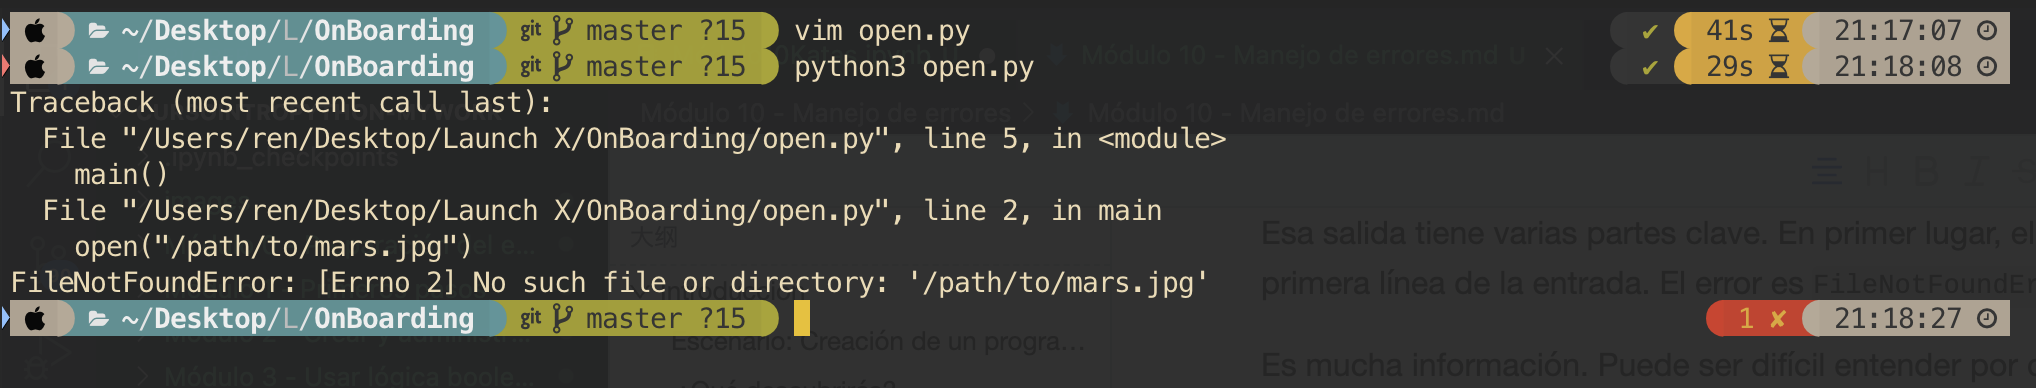 ~/Desktop/L/OnBoarding git master ?15 vim open.py ✔ 41s 21:17:07
~/Desktop/L/OnBoarding git master ?15 python3 open.py ✔ 29s 21:18:08
Traceback (most recent call last):
File "/Users/ren/Desktop/Launch X/OnBoarding/open.py", line 5, in <module>
main()
File "/Users/ren/Desktop/Launch X/OnBoarding/open.py", line 2, in main
open("/path/to/mars.jpg")
FileNotFoundError: [Errno 2] No such file or directory: '/path/to/mars.jpg'
~/Desktop/L/OnBoarding git master ?15 1 ✘ 21:18:27
Módulo 10 - Manejo de errores.md U
Módulo 10 - Manejo de errores > Módulo 10 - Manejo de errores.md
.ipynb_checkpoints
H B I S
大纲
Esa salida tiene varias partes clave. En primer lugar, el
primera línea de la entrada. El error es FileNotFoundEr
Introducción
Escenario: Creación de un progra...
Es mucha información. Puede ser difícil entender por
Módulo 3 - Usar lógica boole...
¿Qué descubrirás?